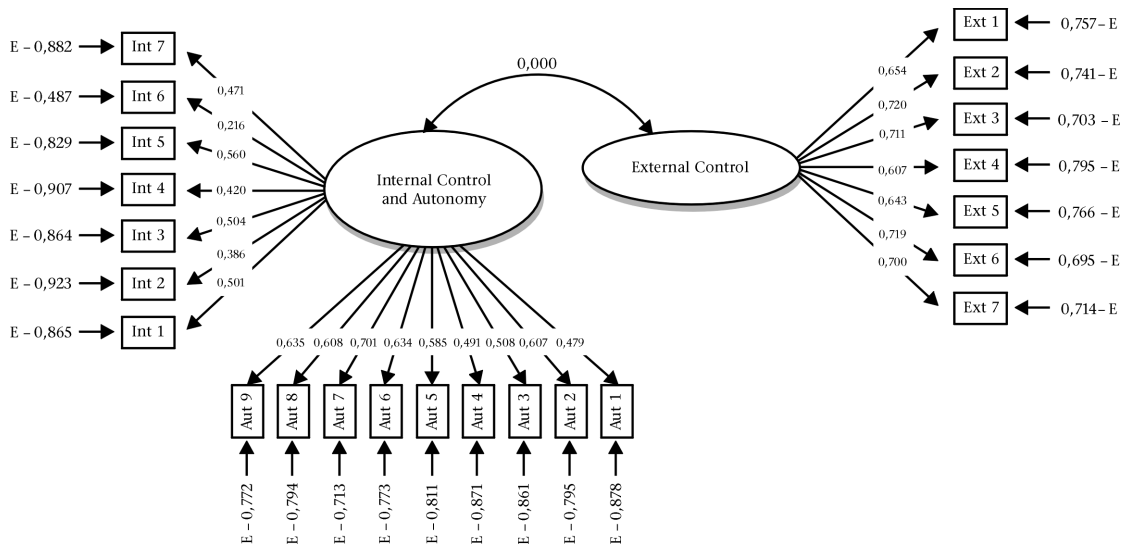 0,000
E – 0,882
Int 7
0,471
E – 0,487
Int 6
0,216
E – 0,829
Int 5
0,560
E – 0,907
Int 4
0,420
E – 0,864
Int 3
0,504
E – 0,923
Int 2
0,386
E – 0,865
Int 1
0,501
Internal Control
and Autonomy
External Control
0,654
Ext 1
0,757– E
0,720
Ext 2
0,741– E
0,711
Ext 3
0,703 – E
0,607
Ext 4
0,795 – E
0,643
Ext 5
0,766 – E
0,719
Ext 6
0,695 – E
0,700
Ext 7
0,714– E
0,635 0,608 0,701 0,634 0,585 0,491 0,508 0,607 0,479
Aut 9
Aut 8
Aut 7
Aut 6
Aut 5
Aut 4
Aut 3
Aut 2
Aut 1
E – 0,772
E – 0,794
E – 0,713
E – 0,773
E – 0,811
E – 0,871
E – 0,861
E – 0,795
E – 0,878